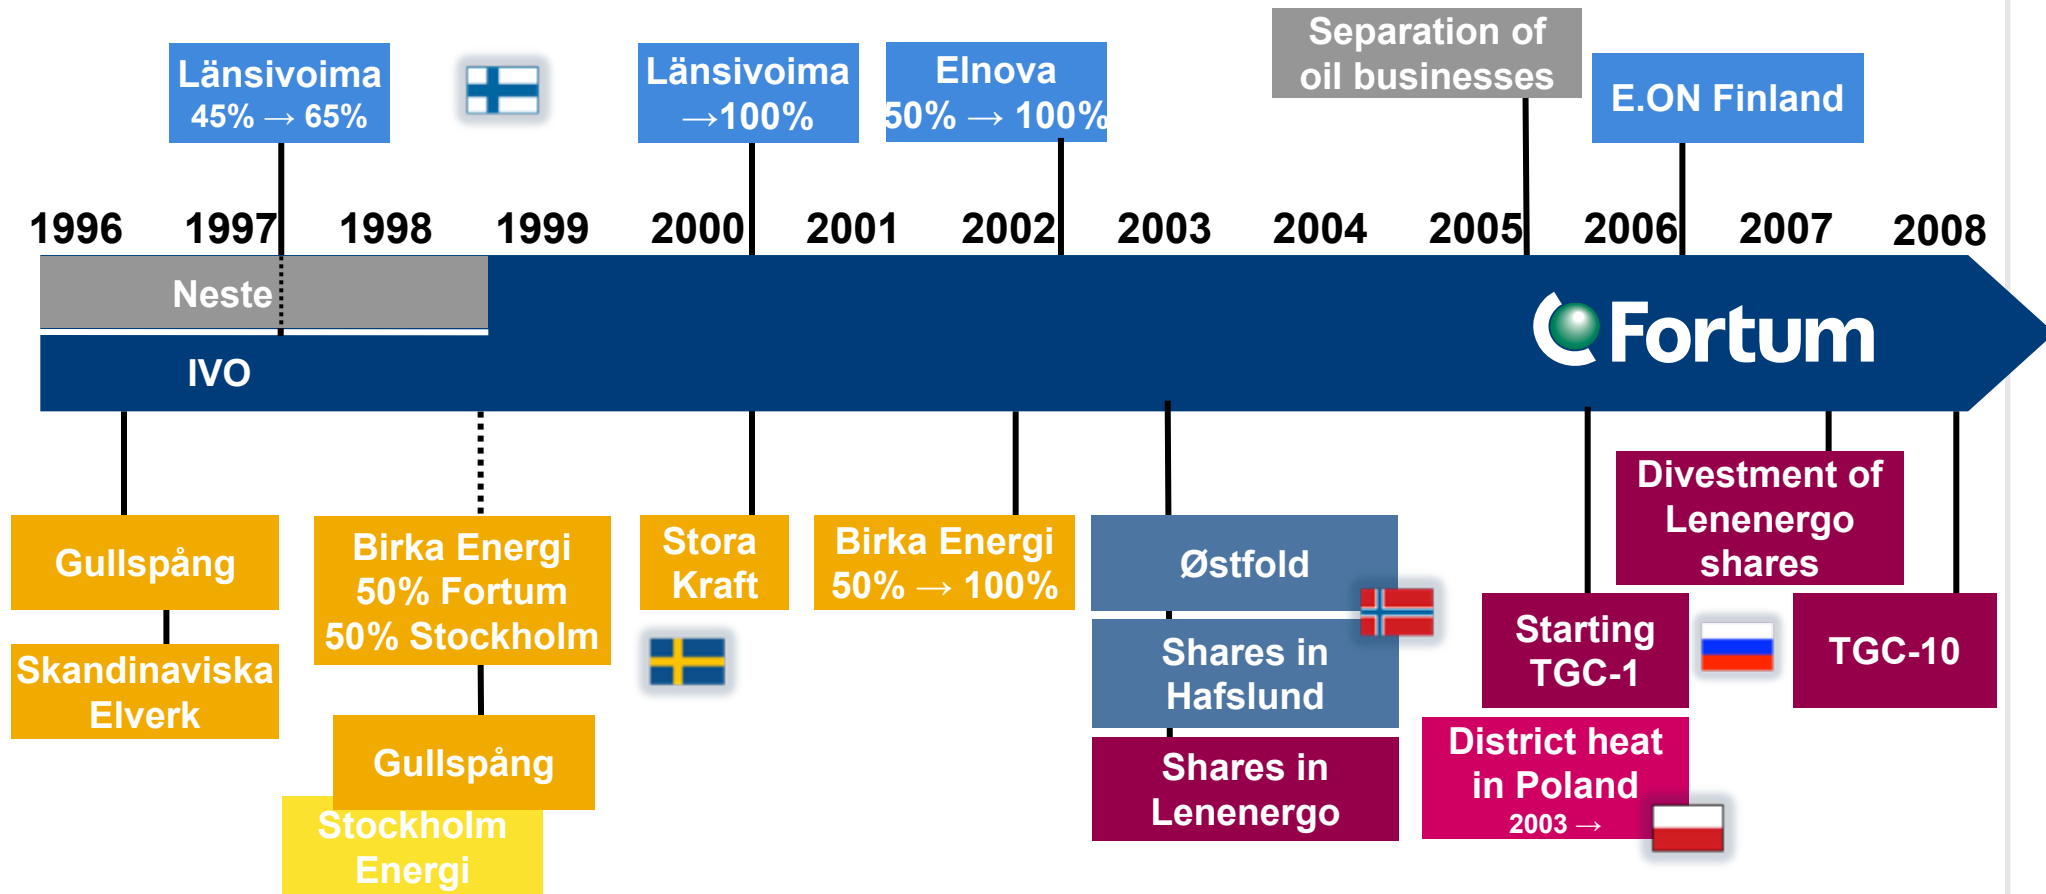 Separation of
oil businesses
Länsivoima
45% → 65%
Länsivoima
→100%
Elnova
50% → 100%
E.ON Finland
1996 1997 1998 1999 2000 2001 2002 2003 2004 2005 2006 2007 2008
Neste
IVO
Fortum
Gullspång
Skandinaviska
Elverk
Birka Energi
50% Fortum
50% Stockholm
Gullspång
Stockholm
Energi
Stora
Kraft
Birka Energi
50% → 100%
Østfold
Shares in
Hafslund
Shares in
Lenenergo
Divestment of
Lenenergo
shares
Starting
TGC-1
TGC-10
District heat
in Poland
2003 →